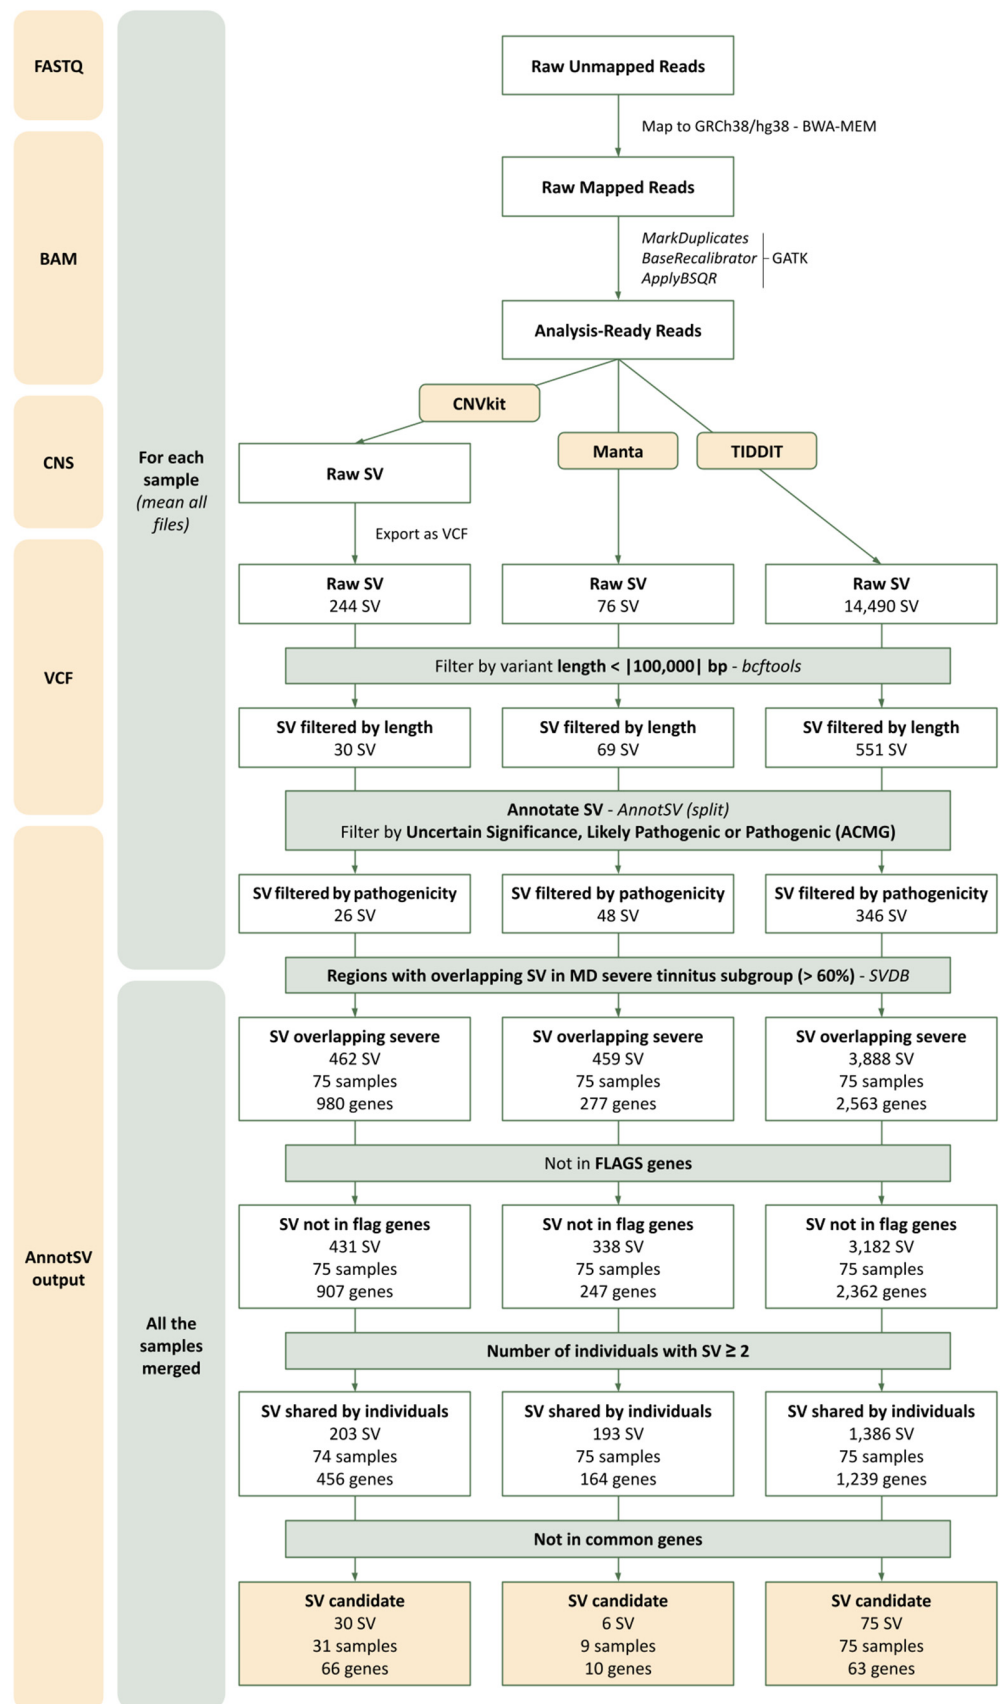 FASTQ
BAM
CNS
VCF
AnnotSV
output
For each
sample
(mean all
files)
All the
samples
merged
Raw Unmapped Reads
Map to GRCh38/hg38 - BWA-MEM
Raw Mapped Reads
MarkDuplicates
BaseRecalibrator
ApplyBSQR
GATK
Analysis-Ready Reads
CNVkit
Manta
TIDDIT
Raw SV
Export as VCF
Raw SV
244 SV
Raw SV
76 SV
Raw SV
14,490 SV
Filter by variant length < |100,000| bp - bcftools
SV filtered by length
30 SV
SV filtered by length
69 SV
SV filtered by length
551 SV
Annotate SV - AnnotSV (split)
Filter by Uncertain Significance, Likely Pathogenic or Pathogenic (ACMG)
SV filtered by pathogenicity
26 SV
SV filtered by pathogenicity
48 SV
SV filtered by pathogenicity
346 SV
Regions with overlapping SV in MD severe tinnitus subgroup (> 60%) - SVDB
SV overlapping severe
462 SV
75 samples
980 genes
SV overlapping severe
459 SV
75 samples
277 genes
SV overlapping severe
3,888 SV
75 samples
2,563 genes
Not in FLAGS genes
SV not in flag genes
431 SV
75 samples
907 genes
SV not in flag genes
338 SV
75 samples
247 genes
SV not in flag genes
3,182 SV
75 samples
2,362 genes
Number of individuals with SV ≥ 2
SV shared by individuals
203 SV
74 samples
456 genes
SV shared by individuals
193 SV
75 samples
164 genes
SV shared by individuals
1,386 SV
75 samples
1,239 genes
Not in common genes
SV candidate
30 SV
31 samples
66 genes
SV candidate
6 SV
9 samples
10 genes
SV candidate
75 SV
75 samples
63 genes